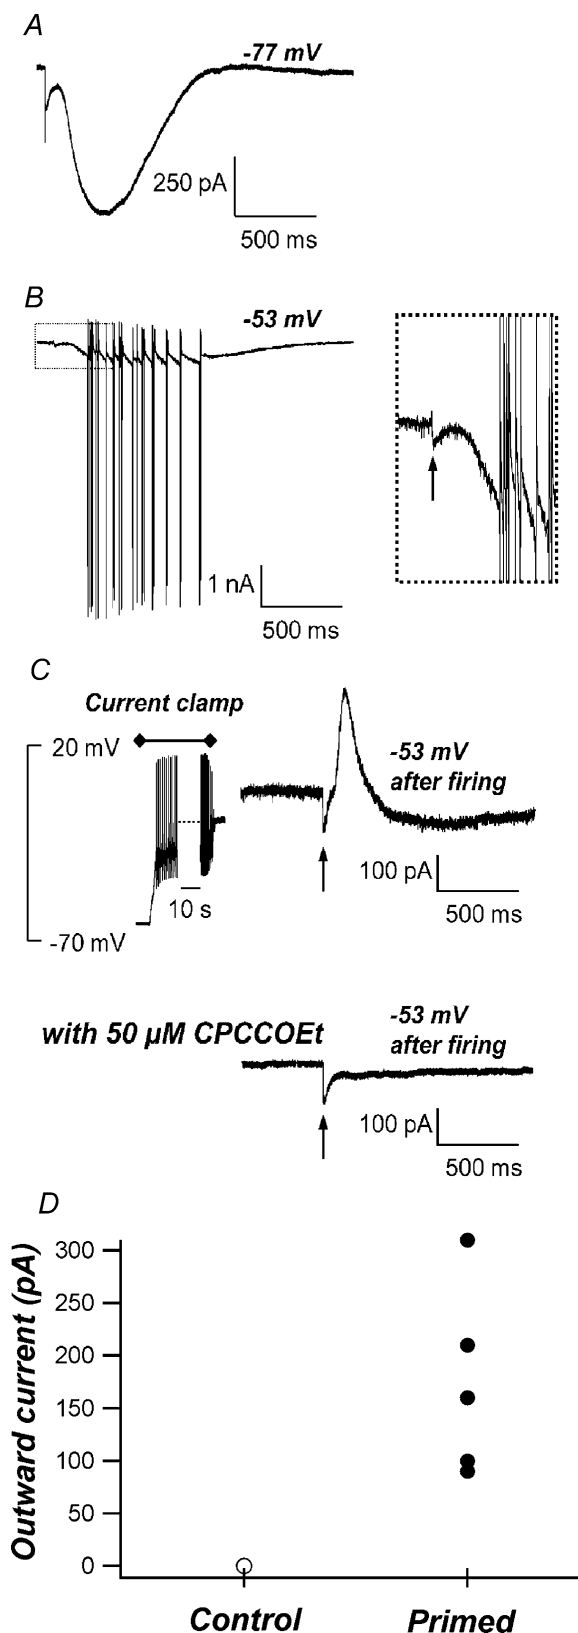 A
-77 mV
250 pA
500 ms
B
-53 mV
1 nA
500 ms
C
Current clamp
20 mV
-53 mV
after firing
10 s
100 pA
500 ms
-70 mV
with 50 µM CPCCOEt
-53 mV
after firing
100 pA
500 ms
D
Outward current (pA)
300
250
200
150
100
50
0
Control
Primed